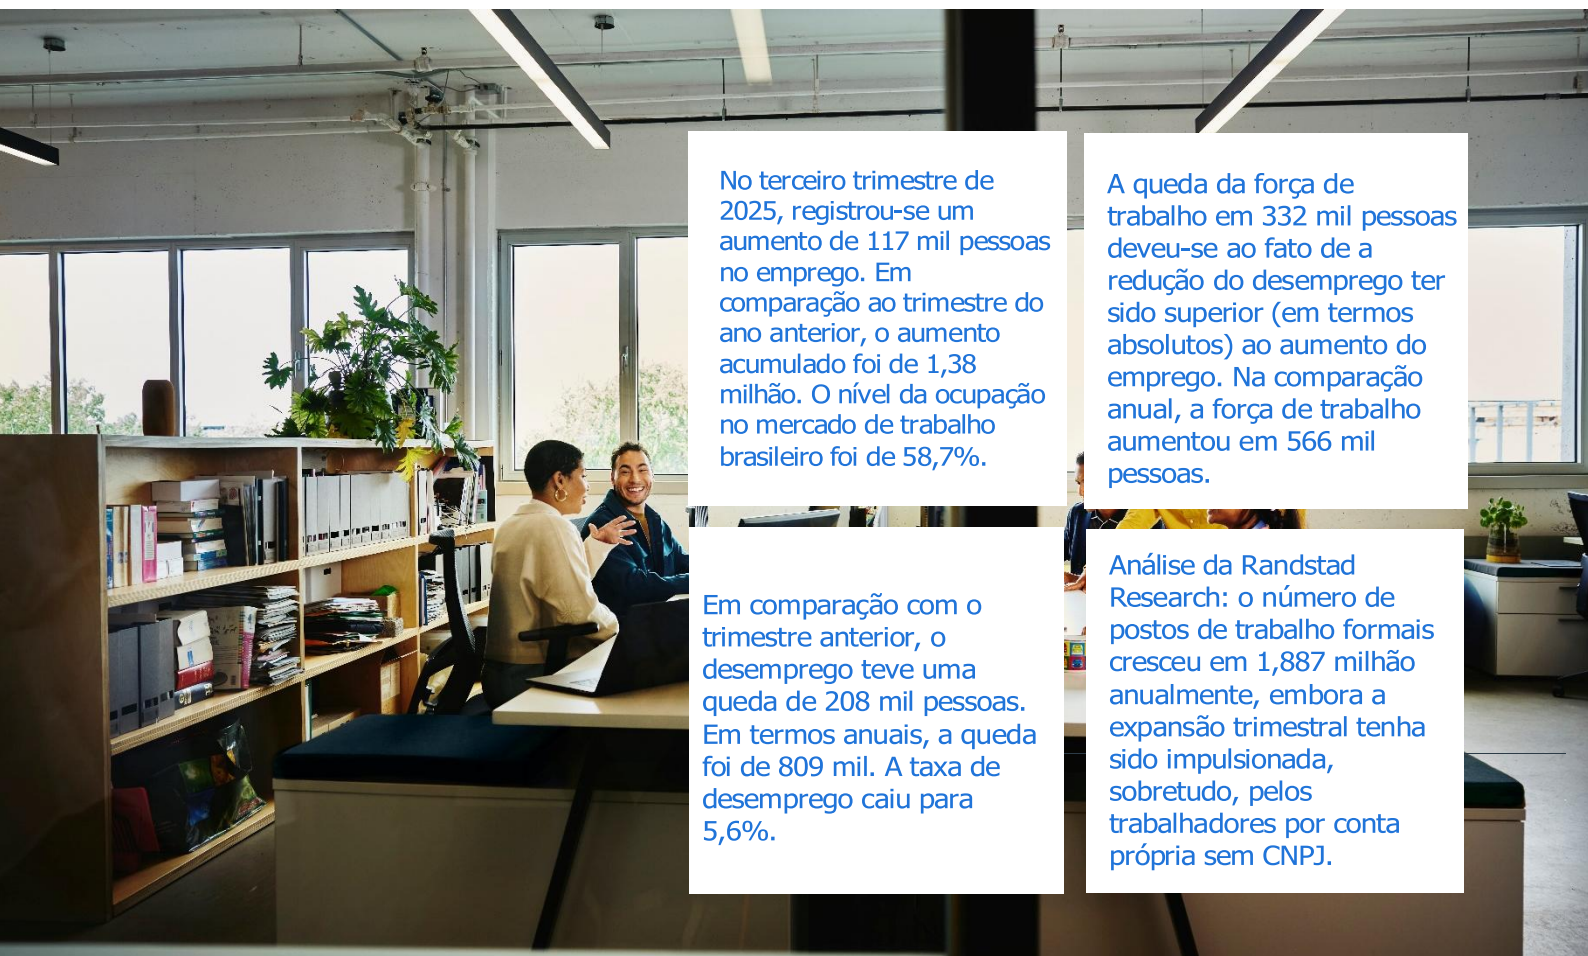 No terceiro trimestre de
2025, registrou-se um
aumento de 117 mil pessoas
no emprego. Em
comparação ao trimestre do
ano anterior, o aumento
acumulado foi de 1,38
milhão. O nível da ocupação
no mercado de trabalho
brasileiro foi de 58,7%.
A queda da força de
trabalho em 332 mil pessoas
deveu-se ao fato de a
redução do desemprego ter
sido superior (em termos
absolutos) ao aumento do
emprego. Na comparação
anual, a força de trabalho
aumentou em 566 mil
pessoas.
Em comparação com o
trimestre anterior, o
desemprego teve uma
queda de 208 mil pessoas.
Em termos anuais, a queda
foi de 809 mil. A taxa de
desemprego caiu para
5,6%.
Análise da Randstad
Research: o número de
postos de trabalho formais
cresceu em 1,887 milhão
anualmente, embora a
expansão trimestral tenha
sido impulsionada,
sobretudo, pelos
trabalhadores por conta
própria sem CNPJ.